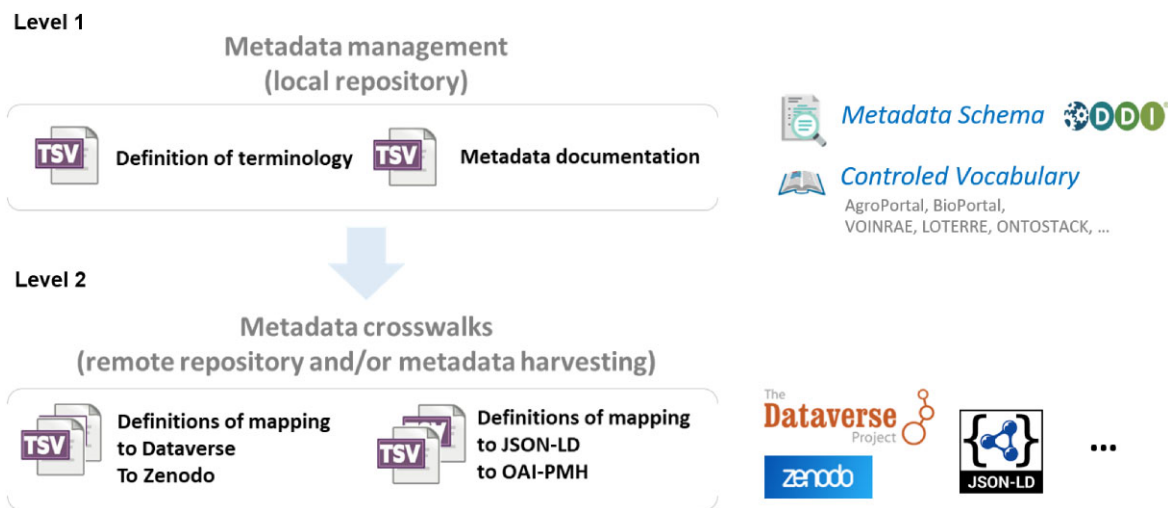 Level 1
Metadata management
(local repository)
TSV
Definition of terminology
TSV
Metadata documentation
Metadata Schema
DDI
Controled Vocabulary
AgroPortal, BioPortal,
VOINRAE, LOTERRE, ONTOSTACK, ...
Level 2
Metadata crosswalks
(remote repository and/or metadata harvesting)
TSV
Definitions of mapping
to Dataverse
To Zenodo
TSV
TSV
Definitions of mapping
to JSON-LD
to OAI-PMH
The
Dataverse
Project
zenodo
{ }
JSON-LD
...